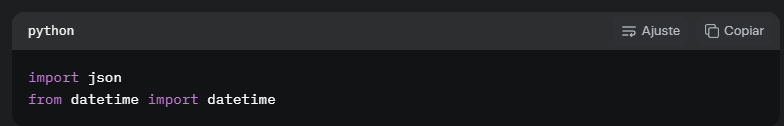 python
Ajuste
Copiar
import json
from datetime import datetime